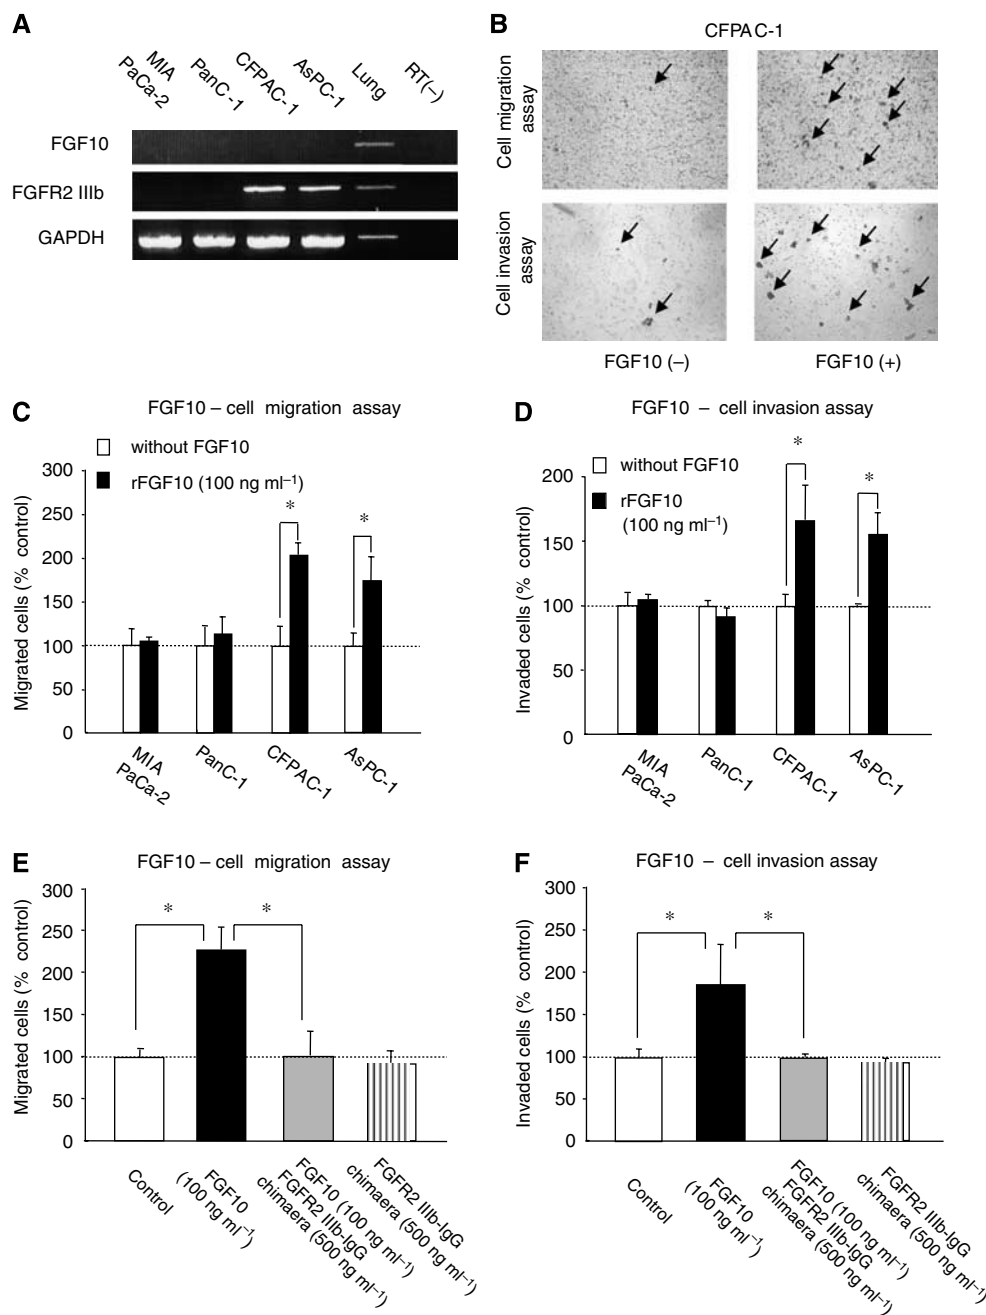 A
MIA
PaCa-2
PanC-1
CFPAC-1
AsPC-1
Lung
RT(–)
FGF10
FGFR2 IIIb
GAPDH
B
CFPAC-1
Cell migration
assay
Cell invasion
assay
FGF10 (–)
FGF10 (+)
C
FGF10 – cell migration assay
without FGF10
rFGF10 (100 ng ml–1)
Migrated cells (% control)
300
250
200
150
100
50
0
*
*
MIA
PaCa-2
PanC-1
CFPAC-1
AsPC-1
D
FGF10 – cell invasion assay
without FGF10
rFGF10
(100 ng ml–1)
Invaded cells (% control)
200
150
100
50
0
*
*
MIA
PaCa-2
PanC-1
CFPAC-1
AsPC-1
E
FGF10 – cell migration assay
Migrated cells (% control)
300
250
200
150
100
50
0
*
*
Control
FGF10
(100 ng ml–1)
FGF10 (100 ng ml–1)
FGFR2 IIIb-IgG
chimaera (500 ng ml–1)
FGFR2 IIIb-IgG
chimaera (500 ng ml–1)
F
FGF10 – cell invasion assay
Invaded cells (% control)
300
250
200
150
100
50
0
*
*
Control
FGF10
(100 ng ml–1)
FGF10 (100 ng ml–1)
FGFR2 IIIb-IgG
chimaera (500 ng ml–1)
FGFR2 IIIb-IgG
chimaera (500 ng ml–1)